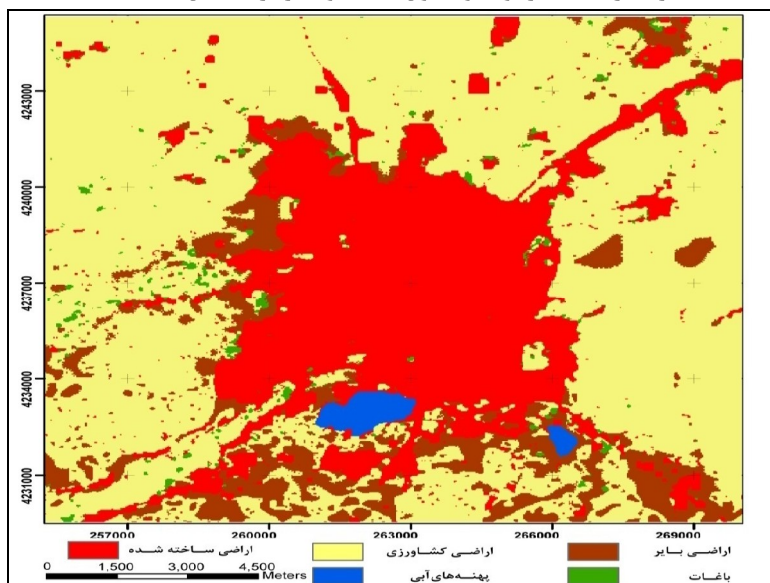 4243000
4240000
4237000
4234000
4231000
257000 260000 263000 266000 269000
اراضی ساخته شده
اراضی کشاورزی
اراضی بایر
پهنه‌های آبی
باغات
0 1,500 3,000 4,500 Meters